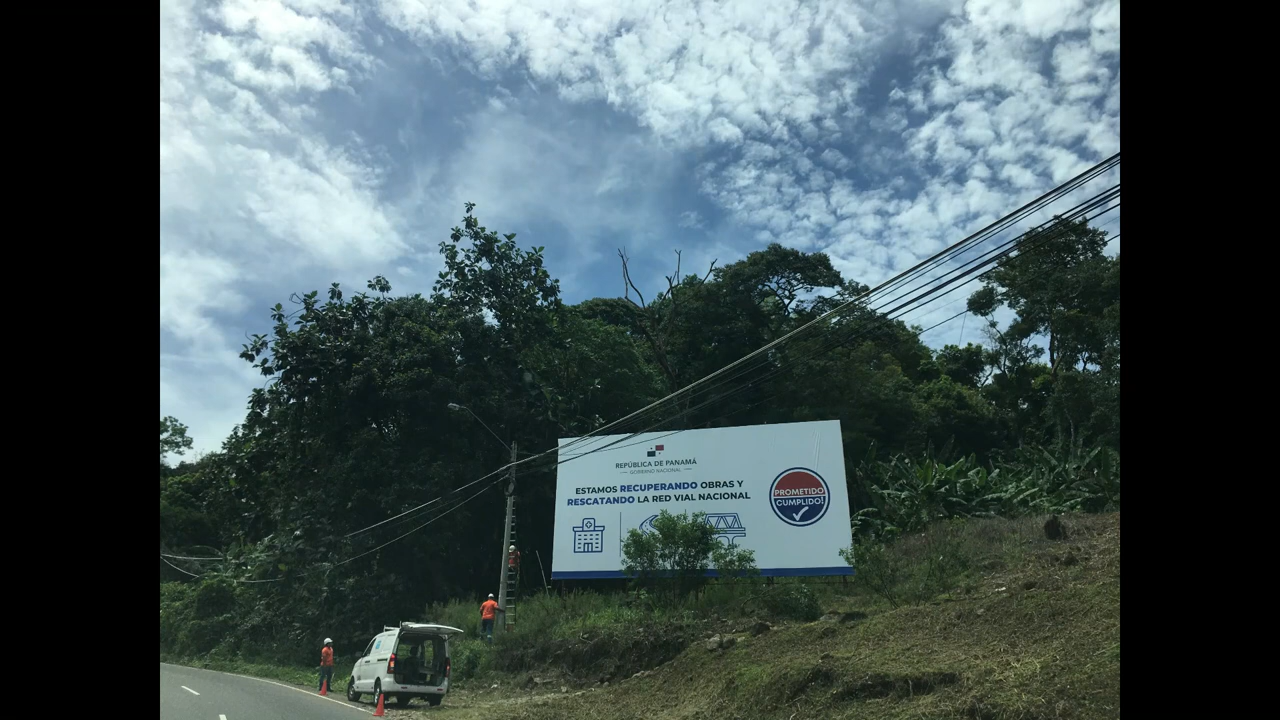 REPÚBLICA DE PANAMÁ
— GOBIERNO NACIONAL —
ESTAMOS RECUPERANDO OBRAS Y
RESCATANDO LA RED VIAL NACIONAL
PROMETIDO
CUMPLIDO!